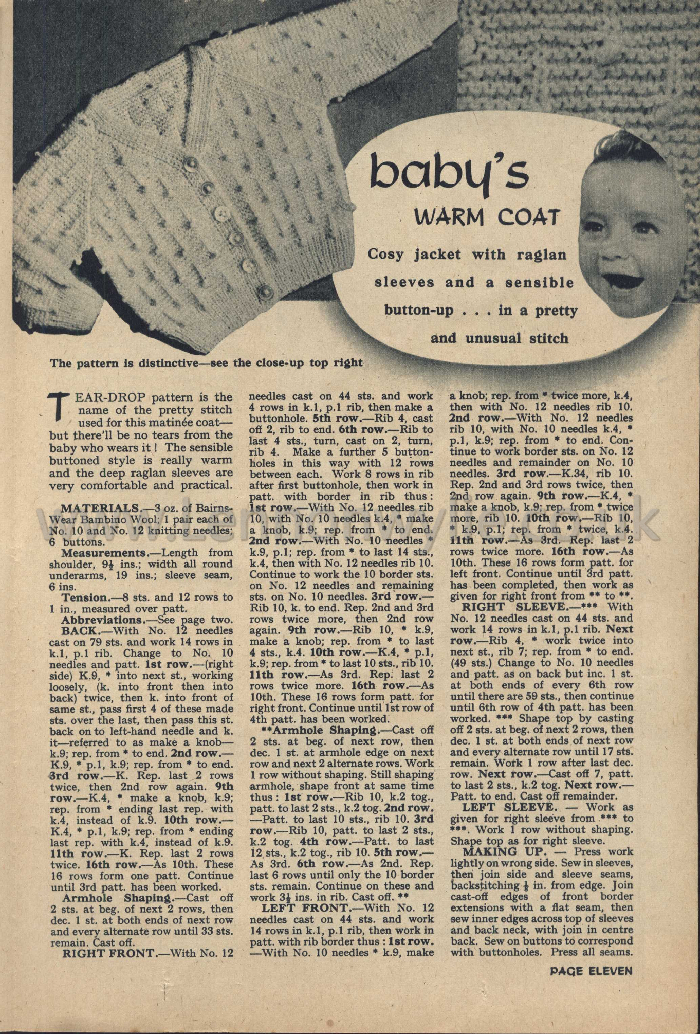 baby's
WARM COAT
Cosy jacket with raglan
sleeves and a sensible
button-up . . . in a pretty
and unusual stitch
The pattern is distinctive—see the close-up top right
TEAR-DROP pattern is the
name of the pretty stitch
used for this matinée coat—
but there'll be no tears from the
baby who wears it! The sensible
buttoned style is really warm
and the deep raglan sleeves are
very comfortable and practical.
MATERIALS.—3 oz. of Bairns-
Wear Bambino Wool; 1 pair each of
No. 10 and No. 12 knitting needles;
6 buttons.
Measurements.—Length from
shoulder, 9½ ins.; width all round
underarms, 19 ins.; sleeve seam,
6 ins.
Tension.—8 sts. and 12 rows to
1 in., measured over patt.
Abbreviations.—See page two.
BACK.—With No. 12 needles
cast on 79 sts. and work 14 rows in
k.1, p.1 rib. Change to No. 10
needles and patt. 1st row.—(right
side) K.9, * into next st., working
loosely, (k. into front then into
back) twice, then k. into front of
same st., pass first 4 of these made
sts. over the last, then pass this st.
back on to left-hand needle and k.
it—referred to as make a knob—
k.9; rep. from * to end. 2nd row.—
K.9, * p.1, k.9; rep. from * to end.
3rd row.—K. Rep. last 2 rows
twice, then 2nd row again. 9th
row.—K.4, * make a knob, k.9;
rep. from * ending last rep. with
k.4, instead of k.9. 10th row.—
K.4, * p.1, k.9; rep. from * ending
last rep. with k.4, instead of k.9.
11th row.—K. Rep. last 2 rows
twice. 16th row.—As 10th. These
16 rows form one patt. Continue
until 3rd patt. has been worked.
Armhole Shaping.—Cast off
2 sts. at beg. of next 2 rows, then
dec. 1 st. at both ends of next row
and every alternate row until 33 sts.
remain. Cast off.
RIGHT FRONT.—With No. 12
needles cast on 44 sts. and work
4 rows in k.1, p.1 rib, then make a
buttonhole. 5th row.—Rib 4, cast
off 2, rib to end. 6th row.—Rib to
last 4 sts., turn, cast on 2, turn,
rib 4. Make a further 5 button-
holes in this way with 12 rows
between each. Work 8 rows in rib
after first buttonhole, then work in
patt. with border in rib thus:
1st row.—With No. 12 needles rib
10, with No. 10 needles k.4, * make
a knob, k.9; rep. from * to end.
2nd row.—With No. 10 needles *
k.9, p.1; rep. from * to last 14 sts.,
k.4, then with No. 12 needles rib 10.
Continue to work the 10 border sts.
on No. 12 needles and remaining
sts. on No. 10 needles. 3rd row.—
Rib 10, k. to end. Rep. 2nd and 3rd
rows twice more, then 2nd row
again. 9th row.—Rib 10, * k.9,
make a knob; rep. from * to last
4 sts., k.4. 10th row.—K.4, * p.1,
k.9; rep. from * to last 10 sts., rib 10.
11th row.—As 3rd. Rep. last 2
rows twice more. 16th row.—As
10th. These 16 rows form patt. for
right front. Continue until 1st row of
4th patt. has been worked.
**Armhole Shaping.—Cast off
2 sts. at beg. of next row, then
dec. 1 st. at armhole edge on next
row and next 2 alternate rows. Work
1 row without shaping. Still shaping
armhole, shape front at same time
thus: 1st row.—Rib 10, k.2 tog.,
patt. to last 2 sts., k.2 tog. 2nd row.
—Patt. to last 10 sts., rib 10. 3rd
row.—Rib 10, patt. to last 2 sts.,
k.2 tog. 4th row.—Patt. to last
12 sts., k.2 tog., rib 10. 5th row.—
As 3rd. 6th row.—As 2nd. Rep.
last 6 rows until only the 10 border
sts. remain. Continue on these and
work 3½ ins. in rib. Cast off. **
LEFT FRONT.—With No. 12
needles cast on 44 sts. and work
14 rows in k.1, p.1 rib, then work in
patt. with rib border thus: 1st row.
—With No. 10 needles * k.9, make
a knob; rep. from * twice more, k.4,
then with No. 12 needles rib 10.
2nd row.—With No. 12 needles
rib 10, with No. 10 needles k.4, *
p.1, k.9; rep. from * to end. Con-
tinue to work border sts. on No. 12
needles and remainder on No. 10
needles. 3rd row.—K.34, rib 10.
Rep. 2nd and 3rd rows twice, then
2nd row again. 9th row.—K.4, *
make a knob, k.9; rep. from * twice
more, rib 10. 10th row.—Rib 10,
* k.9, p.1; rep. from * twice, k.4.
11th row.—As 3rd. Rep. last 2
rows twice more. 16th row.—As
10th. These 16 rows form patt. for
left front. Continue until 3rd patt.
has been completed, then work as
given for right front from ** to **.
RIGHT SLEEVE.—*** With
No. 12 needles cast on 44 sts. and
work 14 rows in k.1, p.1 rib. Next
row.—Rib 4, * work twice into
next st., rib 7; rep. from * to end.
(49 sts.) Change to No. 10 needles
and patt. as on back but inc. 1 st.
at both ends of every 6th row
until there are 59 sts., then continue
until 6th row of 4th patt. has been
worked. *** Shape top by casting
off 2 sts. at beg. of next 2 rows, then
dec. 1 st. at both ends of next row
and every alternate row until 17 sts.
remain. Work 1 row after last dec.
row. Next row.—Cast off 7, patt.
to last 2 sts., k.2 tog. Next row.—
Patt. to end. Cast off remainder.
LEFT SLEEVE. — Work as
given for right sleeve from *** to
***. Work 1 row without shaping.
Shape top as for right sleeve.
MAKING UP. — Press work
lightly on wrong side. Sew in sleeves,
then join side and sleeve seams,
backstitching ¼ in. from edge. Join
cast-off edges of front border
extensions with a flat seam, then
sew inner edges across top of sleeves
and back neck, with join in centre
back. Sew on buttons to correspond
with buttonholes. Press all seams.
PAGE ELEVEN